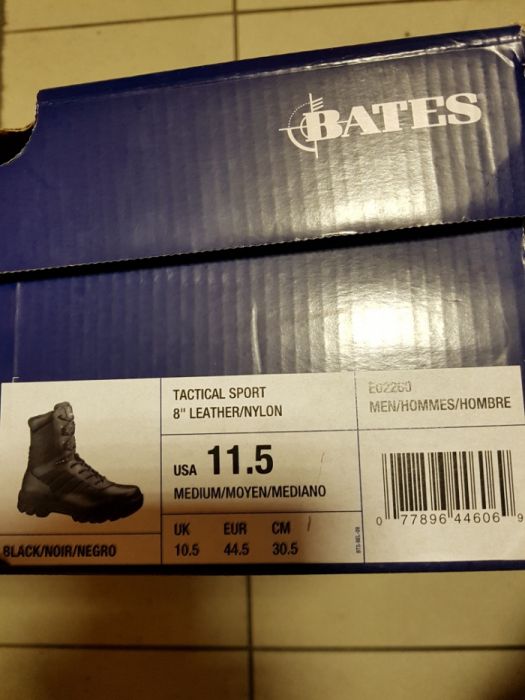 BATES
TACTICAL SPORT
8" LEATHER/NYLON
E02260
MEN/HOMMES/HOMBRE
USA 11.5
MEDIUM/MOYEN/MEDIANO
UK EUR CM
10.5 44.5 30.5
BLACK/NOIR/NEGRO
0 77896 44606 9